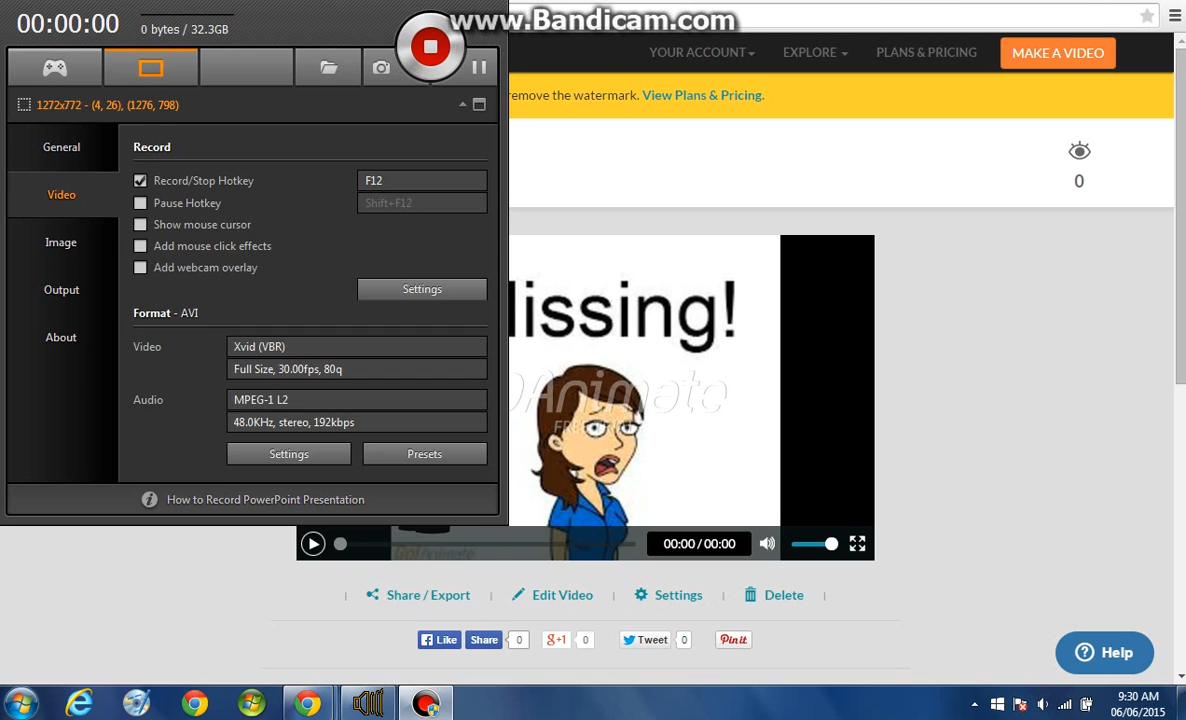 www.Bandicam.com
00:00:00
0 bytes / 32.3GB
1272x772 - (4, 26), (1276, 798)
General
Video
Image
Output
About
Record
Record/Stop Hotkey
F12
Pause Hotkey
Shift+F12
Show mouse cursor
Add mouse click effects
Add webcam overlay
Settings
Format - AVI
Video
Xvid (VBR)
Full Size, 30.00fps, 80q
Audio
MPEG-1 L2
48.0KHz, stereo, 192kbps
Settings
Presets
How to Record PowerPoint Presentation
YOUR ACCOUNT
EXPLORE
PLANS & PRICING
MAKE A VIDEO
remove the watermark. View Plans & Pricing.
0
issing!
Animate
Go!Animate
00:00 / 00:00
Share / Export
Edit Video
Settings
Delete
Like
Share
0
g+1
0
Tweet
0
Pinit
Help
9:30 AM
06/06/2015